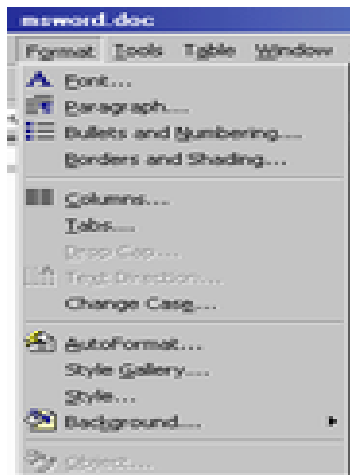 msword.doc
Format Tools Table Window
Font...
Paragraph...
Bullets and Numbering...
Borders and Shading...
Columns...
Tabs...
Drop Cap...
Text Direction...
Change Case...
AutoFormat...
Style Gallery...
Style...
Background...
Object...